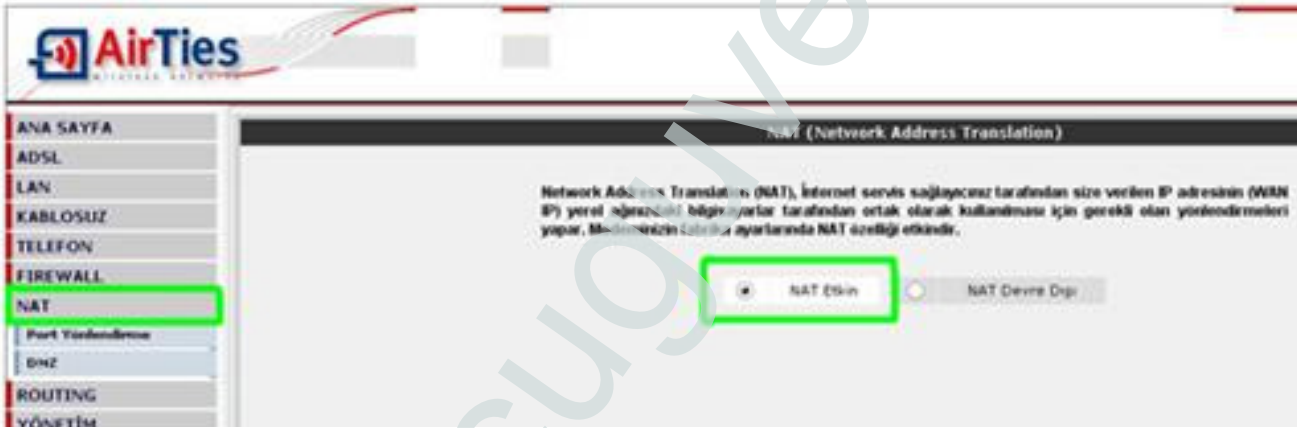 AirTies
ANA SAYFA
ADSL
LAN
KABLOSUZ
TELEFON
FIREWALL
NAT
Port Yönlendirme
DMZ
ROUTING
YÖNETİM
NAT (Network Address Translation)
Network Address Translation (NAT), İnternet servis sağlayıcınız tarafından size verilen IP adresinin (WAN
IP) yerel ağınızdaki bilgisayarlar tarafından ortak olarak kullanılması için gerekli olan yönlendirmeleri
yapar. Modeminizin fabrika ayarlarında NAT özelliği etkindir.
NAT Etkin
NAT Devre Dışı